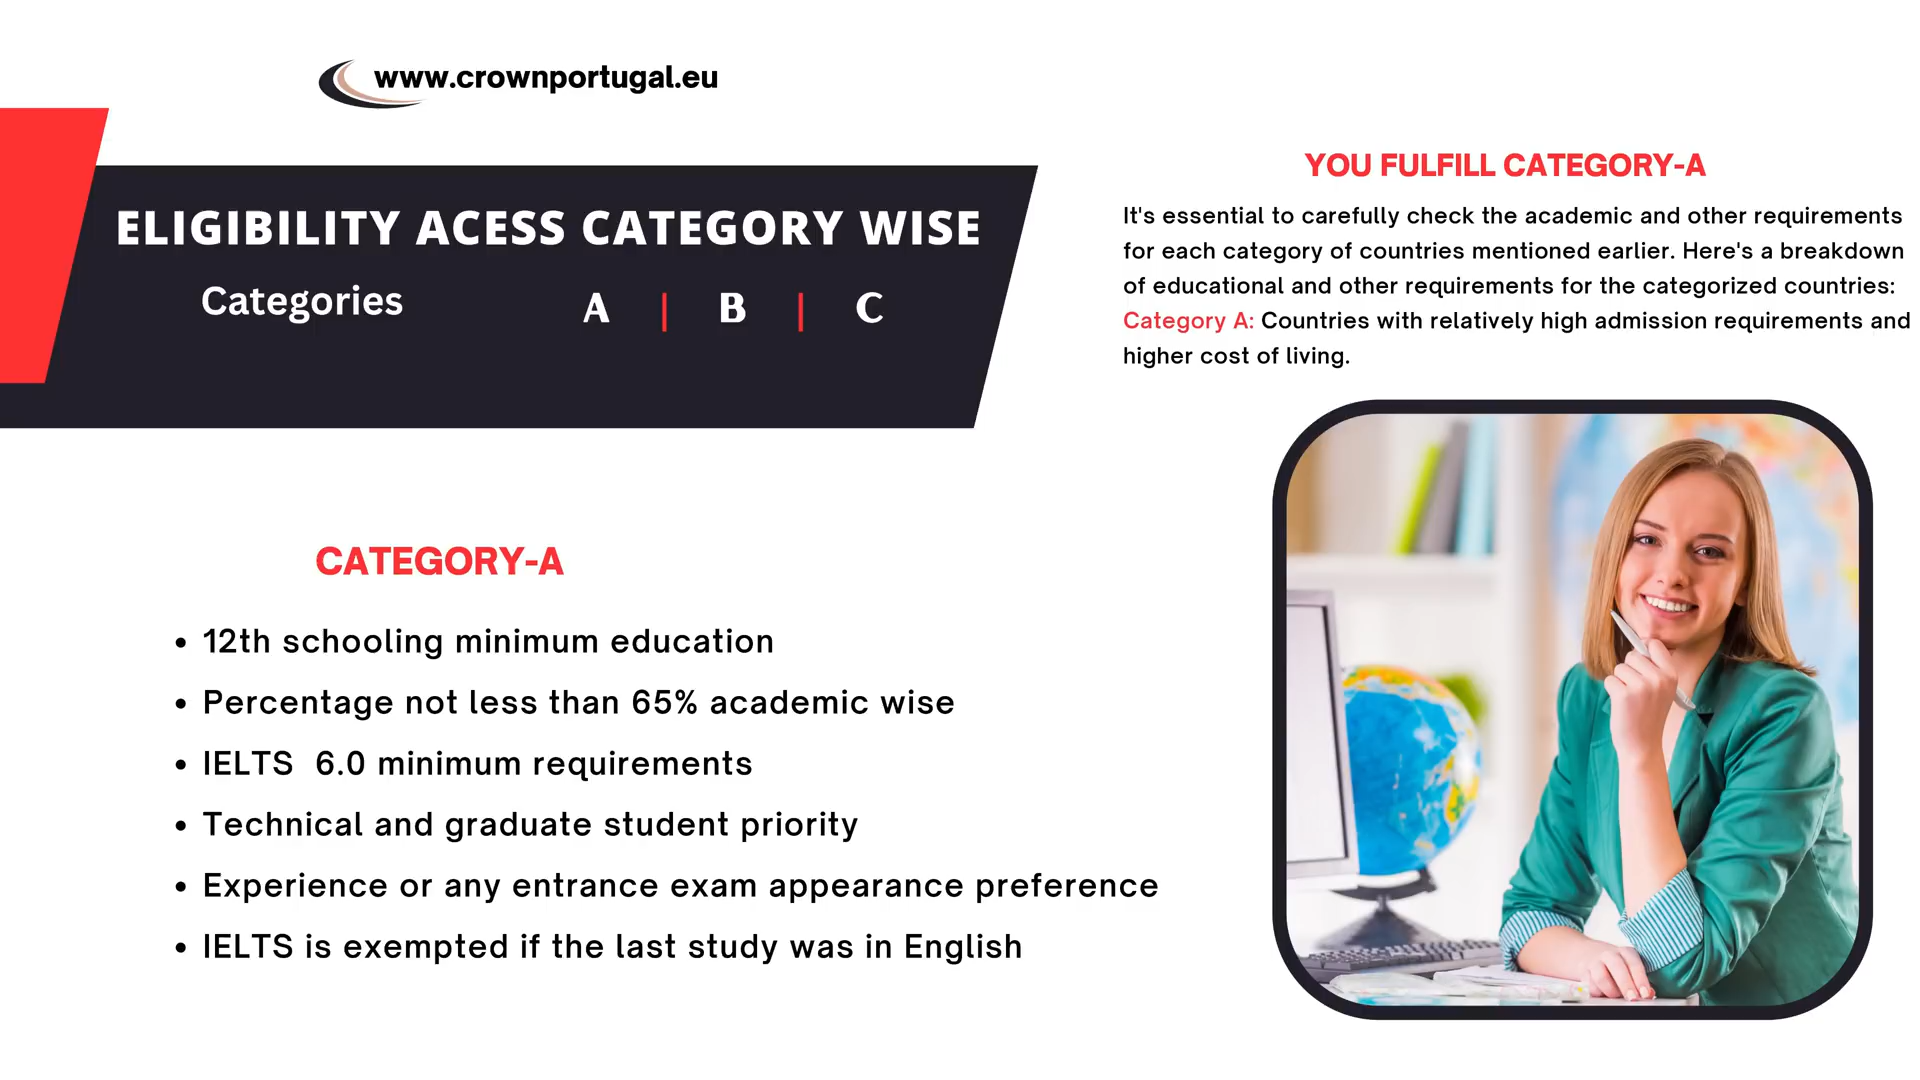 www.crownportugal.eu
ELIGIBILITY ACESS CATEGORY WISE
Categories A | B | C
YOU FULFILL CATEGORY-A
It's essential to carefully check the academic and other requirements
for each category of countries mentioned earlier. Here's a breakdown
of educational and other requirements for the categorized countries:
Category A: Countries with relatively high admission requirements and
higher cost of living.
CATEGORY-A
• 12th schooling minimum education
• Percentage not less than 65% academic wise
• IELTS  6.0 minimum requirements
• Technical and graduate student priority
• Experience or any entrance exam appearance preference
• IELTS is exempted if the last study was in English